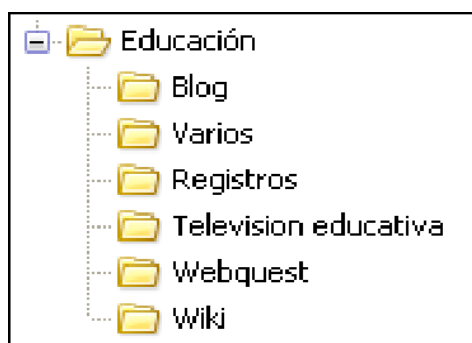 Educación
Blog
Varios
Registros
Television educativa
Webquest
Wiki